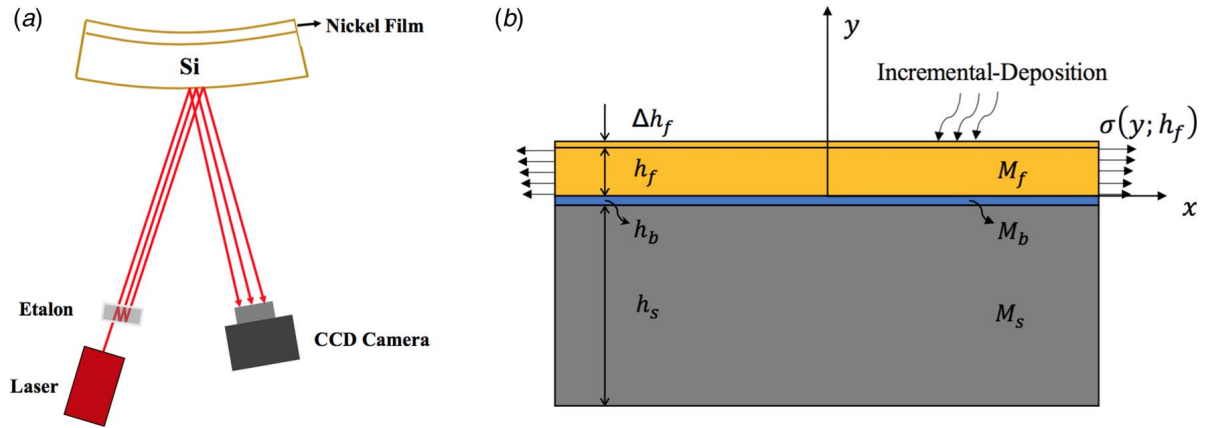 (a)
Nickel Film
Si
Etalon
CCD Camera
Laser
(b)
y
Incremental-Deposition
Δh_f
σ(y; h_f)
h_f
M_f
x
h_b
M_b
h_s
M_s